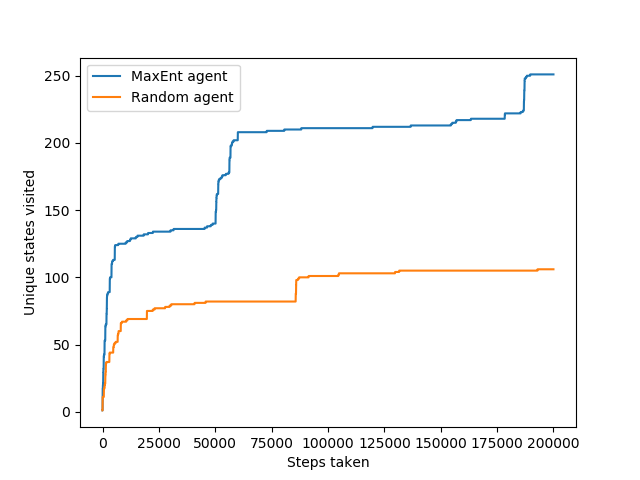 250
200
150
100
50
0
Unique states visited
MaxEnt agent
Random agent
0 25000 50000 75000 100000 125000 150000 175000 200000
Steps taken